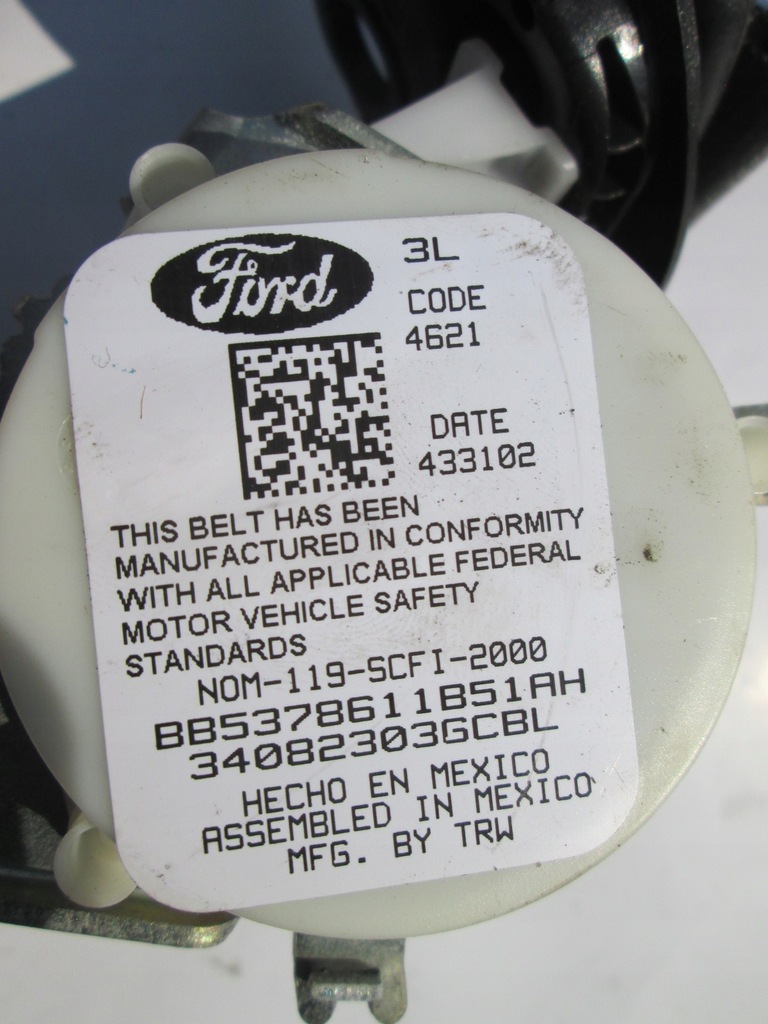 Ford
3L
CODE
4621
DATE
433102
THIS BELT HAS BEEN
MANUFACTURED IN CONFORMITY
WITH ALL APPLICABLE FEDERAL
MOTOR VEHICLE SAFETY
STANDARDS
NOM-119-SCFI-2000
BB5378611B51AH
34082303GCBL
HECHO EN MEXICO
ASSEMBLED IN MEXICO
MFG. BY TRW